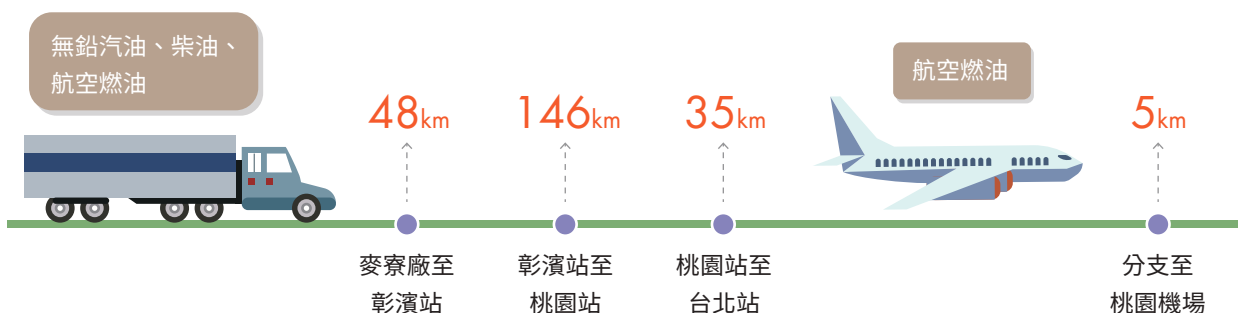 無鉛汽油、柴油、
航空燃油
航空燃油
48km
146km
35km
5km
麥寮廠至
彰濱站
彰濱站至
桃園站
桃園站至
台北站
分支至
桃園機場